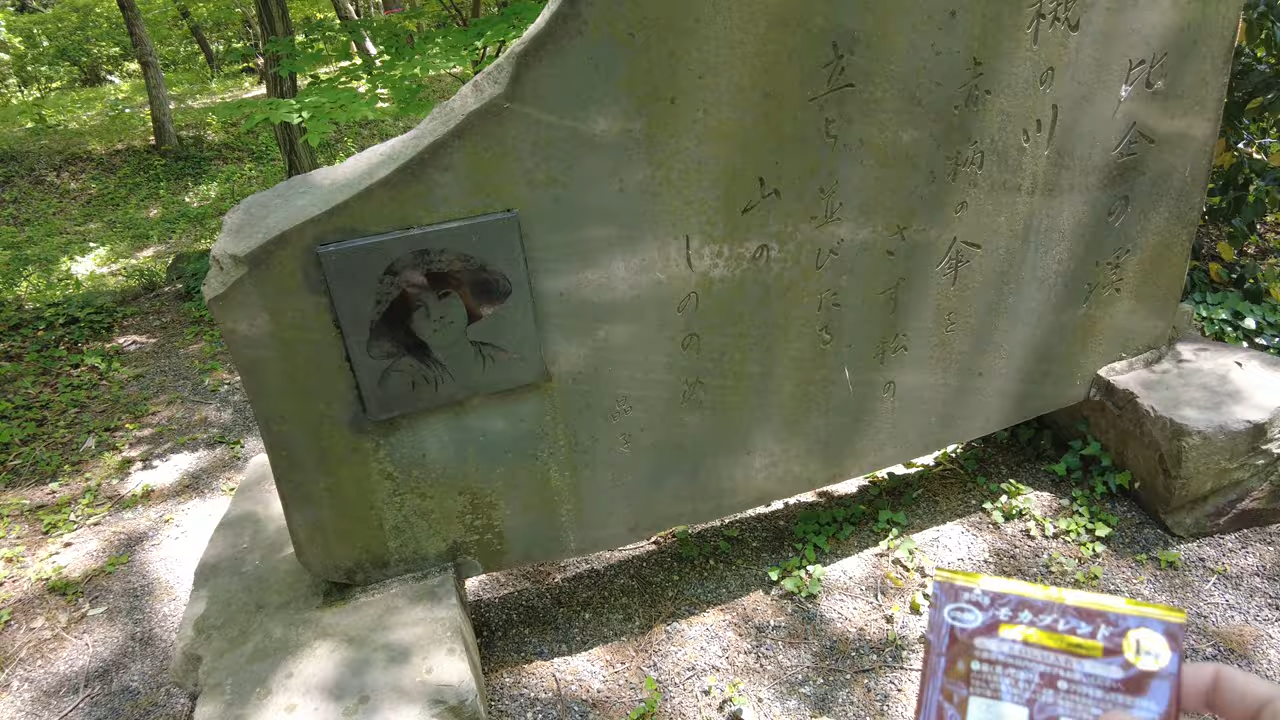 比企の渓
槻の川
赤柄の傘を
さす松の
立ち並びたる
山の
しののめ
晶子
モカブレンド